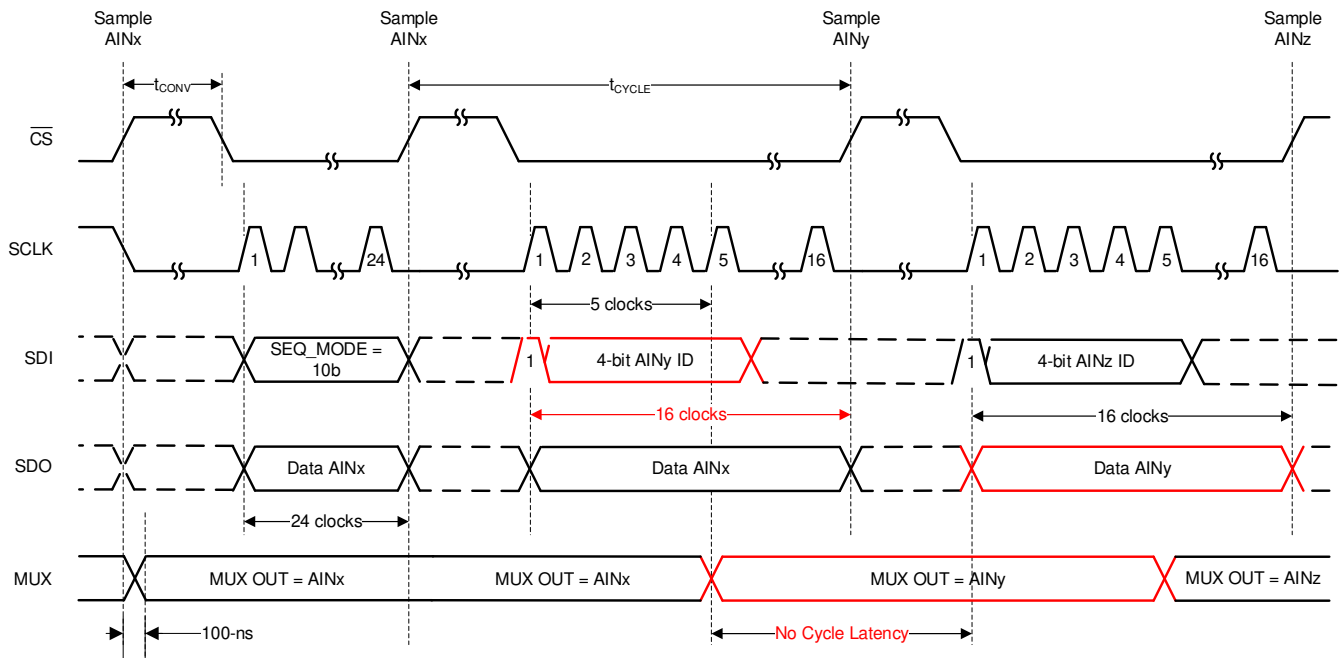 Sample
AINx
Sample
AINx
Sample
AINy
Sample
AINz
tCONV
tCYCLE
CS
SCLK
1
24
1
2
3
4
5
16
1
2
3
4
5
16
5 clocks
SDI
SEQ_MODE =
10b
1
4-bit AINy ID
1
4-bit AINz ID
16 clocks
16 clocks
SDO
Data AINx
Data AINx
Data AINy
24 clocks
MUX
MUX OUT = AINx
MUX OUT = AINx
MUX OUT = AINy
MUX OUT = AINz
100-ns
No Cycle Latency